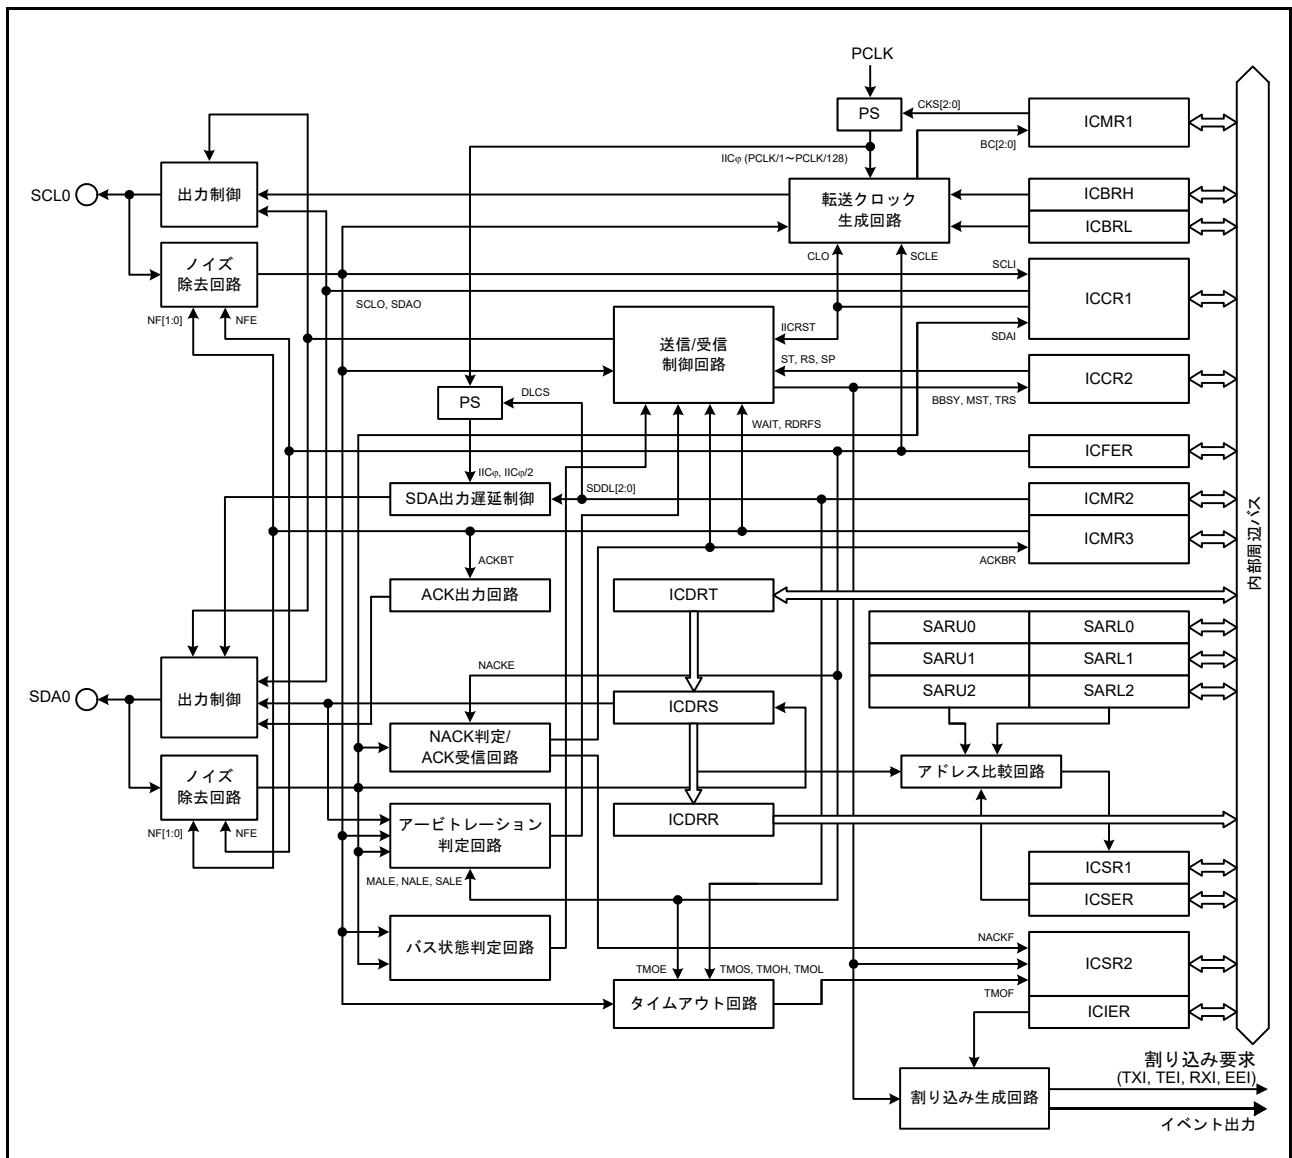 PCLK
PS
CKS[2:0]
ICMR1
BC[2:0]
IICφ (PCLK/1～PCLK/128)
SCL0
出力制御
転送クロック
生成回路
ICBRH
ICBRL
ノイズ
除去回路
CLO
SCLE
SCLI
ICCR1
SCLO, SDAO
NF[1:0]
NFE
IICRST
SDAI
送信/受信
制御回路
ST, RS, SP
ICCR2
BBSY, MST, TRS
PS
DLCS
WAIT, RDRFS
ICFER
IICφ, IICφ/2
SDDL[2:0]
SDA出力遅延制御
ICMR2
ICMR3
ACKBT
ACKBR
内部周辺バス
ACK出力回路
ICDRT
SARU0
SARL0
SARU1
SARL1
SARU2
SARL2
NACKE
SDA0
出力制御
ICDRS
NACK判定/
ACK受信回路
アドレス比較回路
ノイズ
除去回路
アービトレーション
判定回路
ICDRR
NF[1:0]
NFE
MALE, NALE, SALE
ICSR1
ICSER
バス状態判定回路
NACKF
ICSR2
TMOE
TMOS, TMOH, TMOL
TMOF
タイムアウト回路
ICIER
割り込み要求
(TXI, TEI, RXI, EEI)
割り込み生成回路
イベント出力